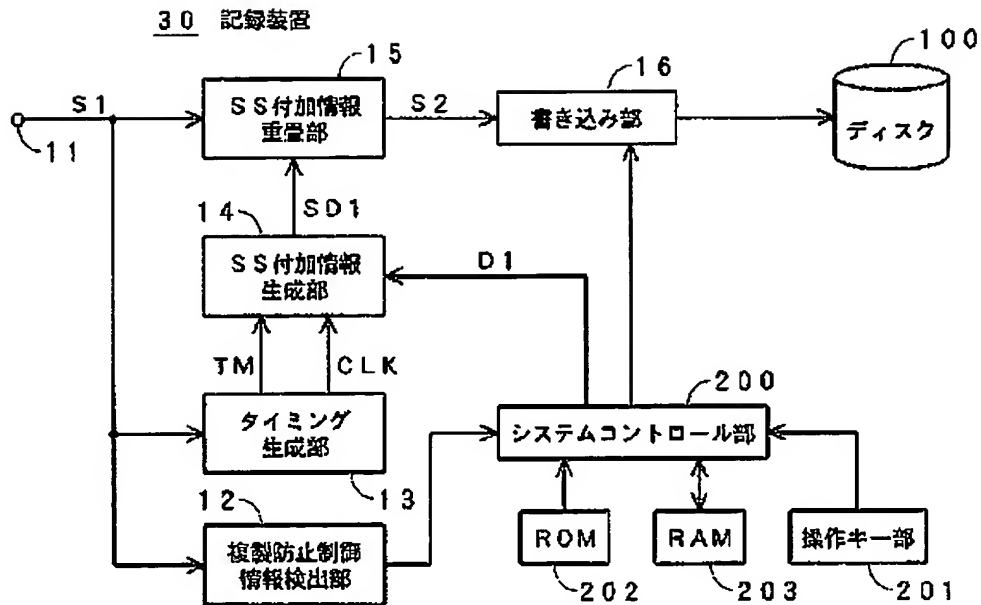 ３０ 記録装置
１５
ＳＳ付加情報
重畳部
１６
書き込み部
１００
ディスク
Ｓ１
１１
Ｓ２
ＳＤ１
１４
ＳＳ付加情報
生成部
Ｄ１
ＴＭ
ＣＬＫ
タイミング
生成部
１３
２００
システムコントロール部
１２
複製防止制御
情報検出部
ＲＯＭ
２０２
ＲＡＭ
２０３
操作キー部
２０１